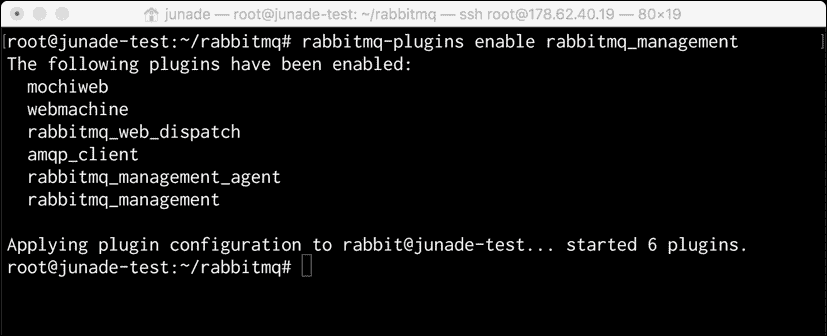 junade — root@junade-test: ~/rabbitmq — ssh root@178.62.40.19 — 80×19
root@junade-test:~/rabbitmq# rabbitmq-plugins enable rabbitmq_management
The following plugins have been enabled:
  mochiweb
  webmachine
  rabbitmq_web_dispatch
  amqp_client
  rabbitmq_management_agent
  rabbitmq_management
Applying plugin configuration to rabbit@junade-test... started 6 plugins.
root@junade-test:~/rabbitmq#